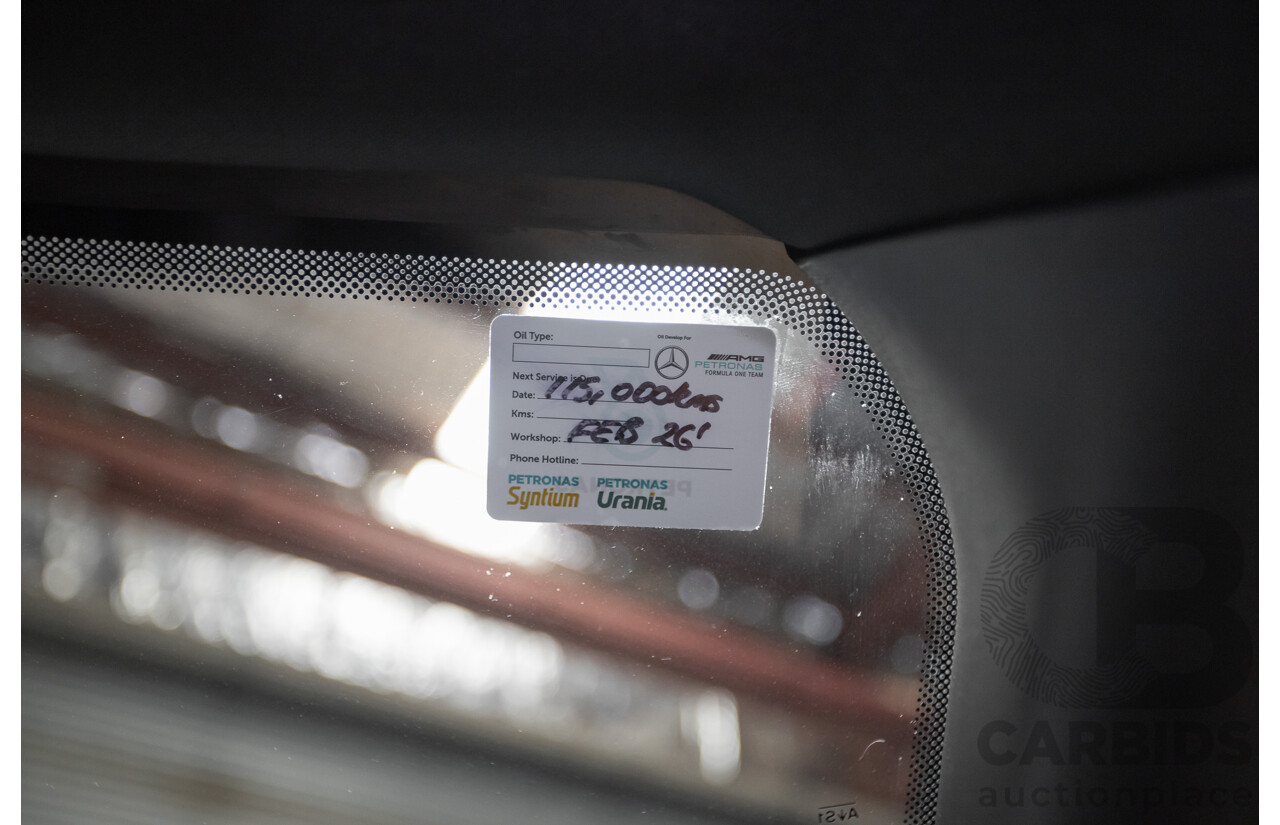 Oil Type:
Oil Develop For
AMG
PETRONAS
FORMULA ONE TEAM
Next Service is Due
115,000kms
Date:
Kms:
FEB 26'
Workshop:
Phone Hotline:
PETRONAS PETRONAS
Syntium Urania.
AS1
CARBIDS
auctionplace